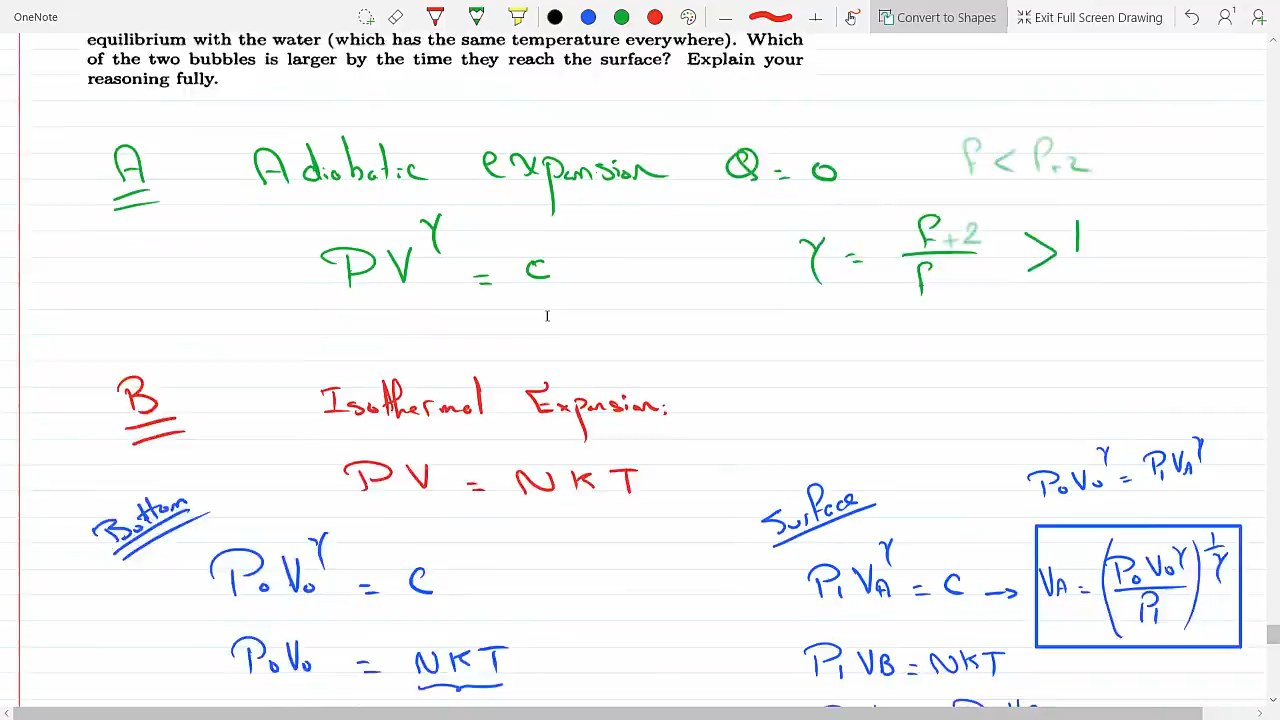 OneNote
Convert to Shapes
Exit Full Screen Drawing
equilibrium with the water (which has the same temperature everywhere). Which
of the two bubbles is larger by the time they reach the surface? Explain your
reasoning fully.
A Adiabatic expansion Q = 0 f < f+2
PV^γ = c γ = (f+2)/f > 1
B Isothermal Expansion:
PV = NKT
P₀V₀^γ = P₁V_A^γ
Bottom Surface
P₀V₀^γ = C P₁V_A^γ = C → V_A = (P₀V₀^γ/P₁)^(1/γ)
P₀V₀ = NKT P₁VB = NKT